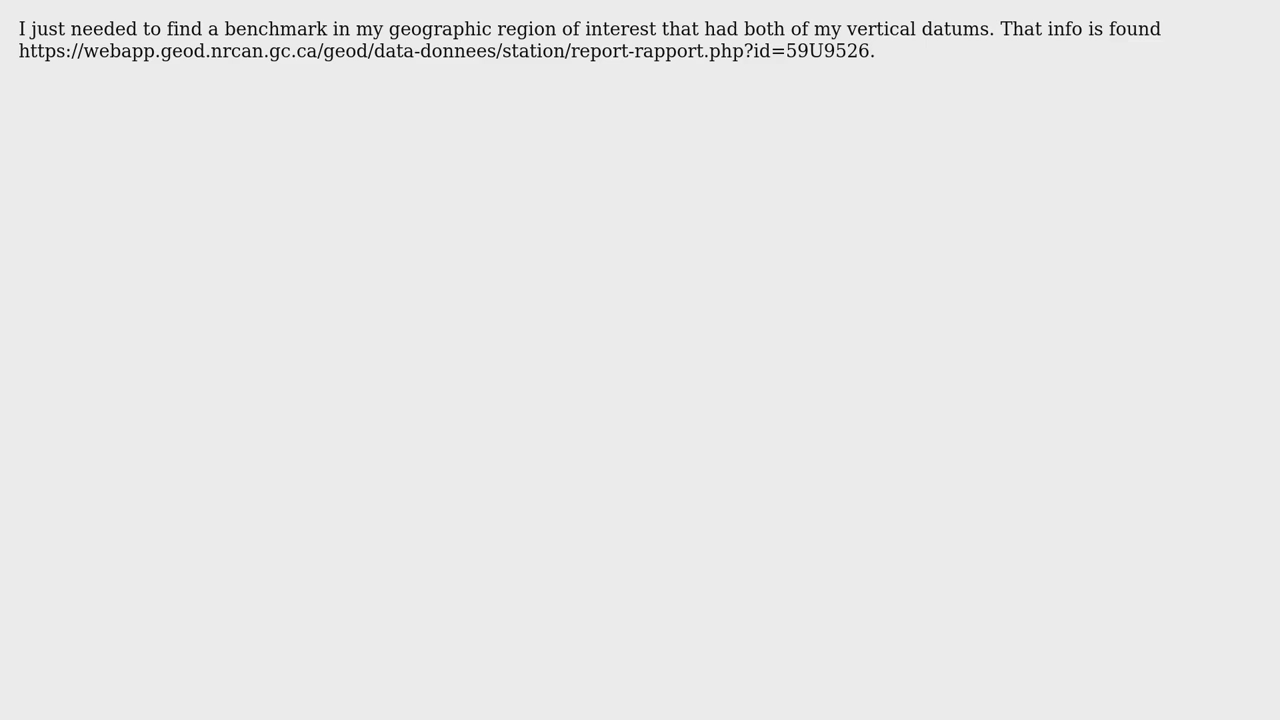 I just needed to find a benchmark in my geographic region of interest that had both of my vertical datums. That info is found
https://webapp.geod.nrcan.gc.ca/geod/data-donnees/station/report-rapport.php?id=59U9526.